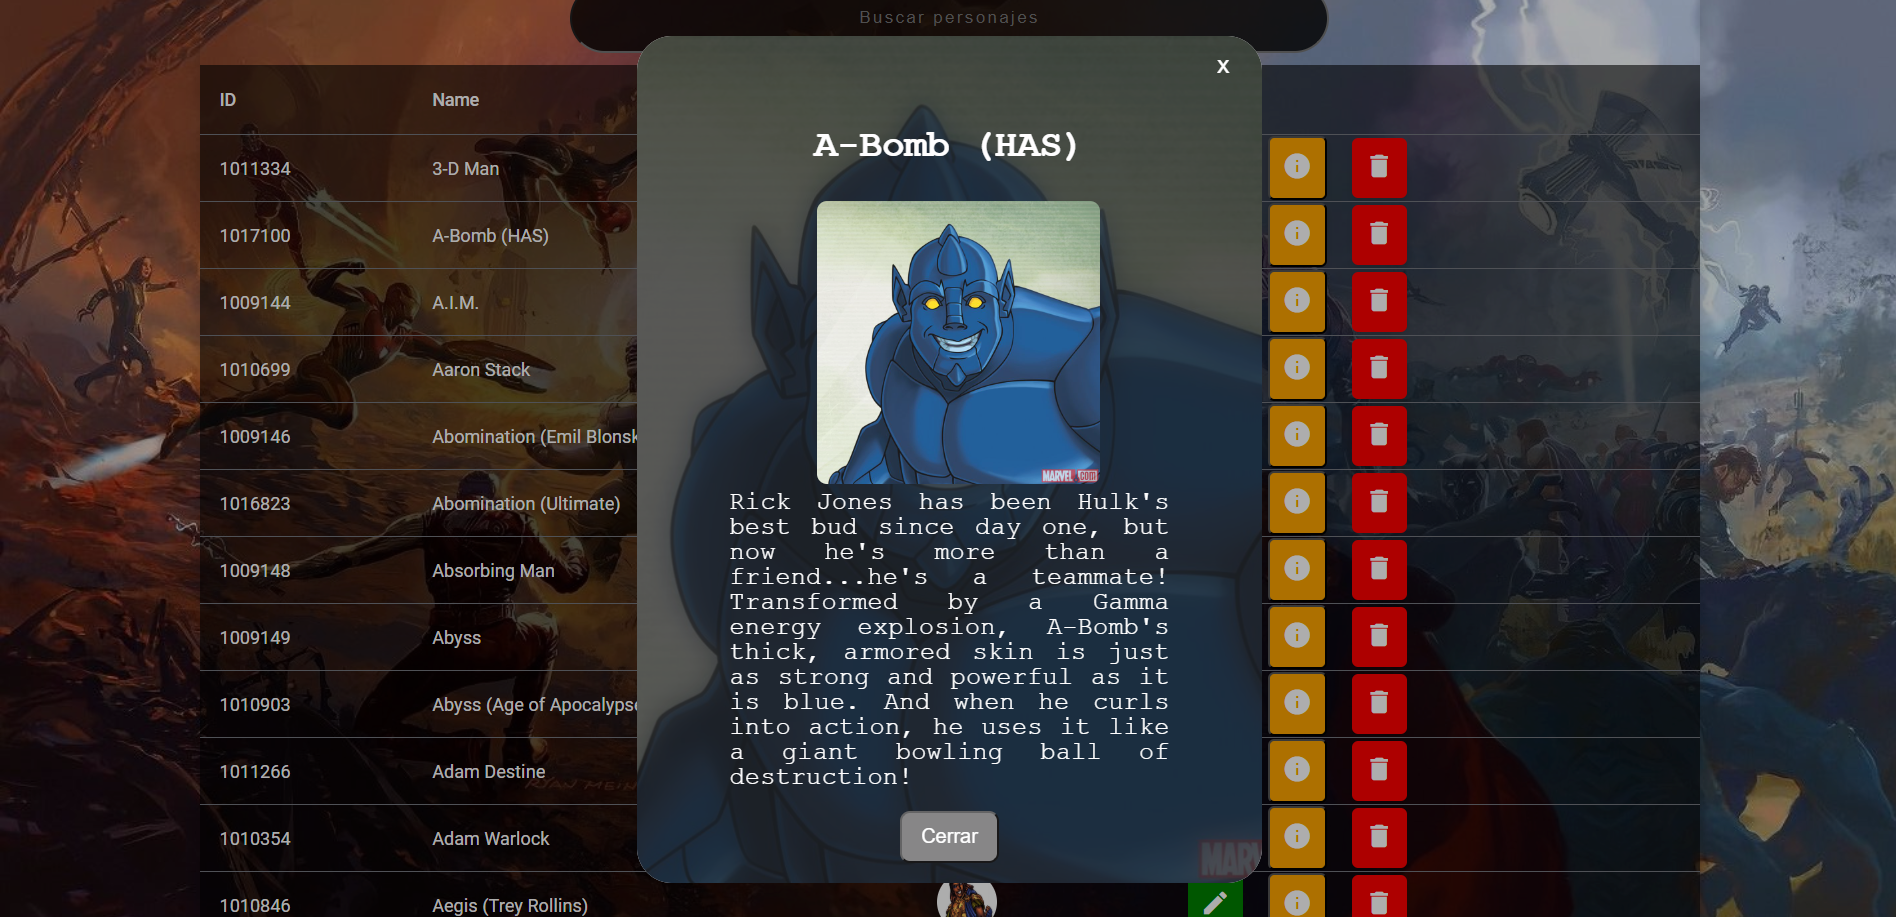 Buscar personajes
X
ID
Name
A-Bomb (HAS)
1011334
3-D Man
1017100
A-Bomb (HAS)
1009144
A.I.M.
1010699
Aaron Stack
1009146
Abomination (Emil Blonsk
1016823
Abomination (Ultimate)
1009148
Absorbing Man
1009149
Abyss
1010903
Abyss (Age of Apocalypse
1011266
Adam Destine
1010354
Adam Warlock
1010846
Aegis (Trey Rollins)
MARVEL.com
Rick Jones has been Hulk's
best bud since day one, but
now he's more than a
friend...he's a teammate!
Transformed by a Gamma
energy explosion, A-Bomb's
thick, armored skin is just
as strong and powerful as it
is blue. And when he curls
into action, he uses it like
a giant bowling ball of
destruction!
Cerrar
MARV